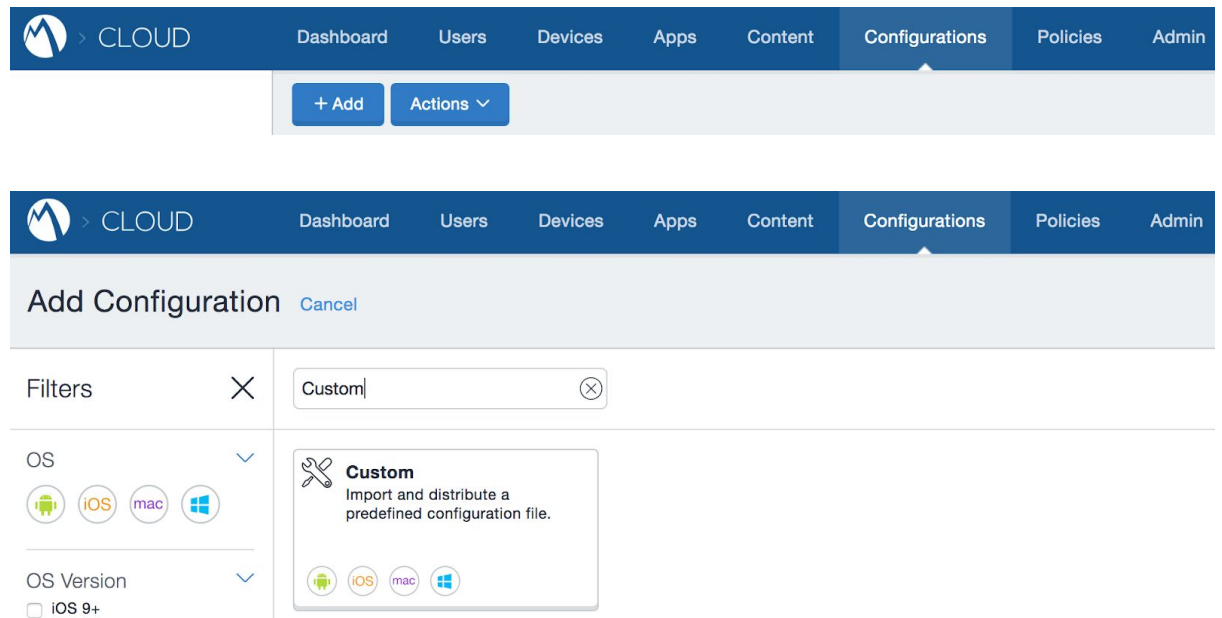 > CLOUD Dashboard Users Devices Apps Content Configurations Policies Admin
+ Add Actions
> CLOUD Dashboard Users Devices Apps Content Configurations Policies Admin
Add Configuration Cancel
Filters
Custom
OS
iOS mac
OS Version
iOS 9+
Custom
Import and distribute a
predefined configuration file.
iOS mac